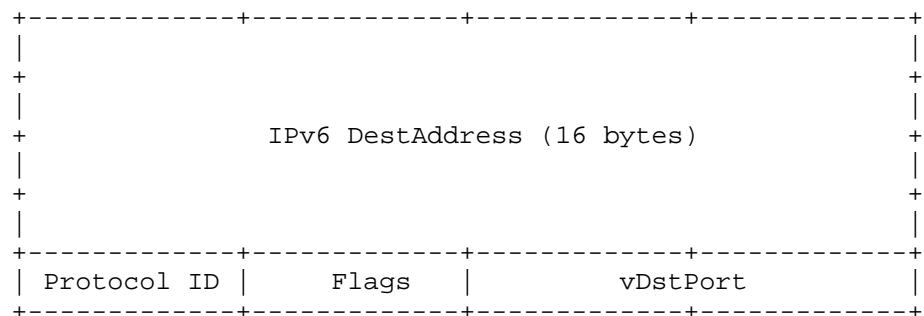 IPv6 DestAddress (16 bytes)
Protocol ID | Flags | vDstPort